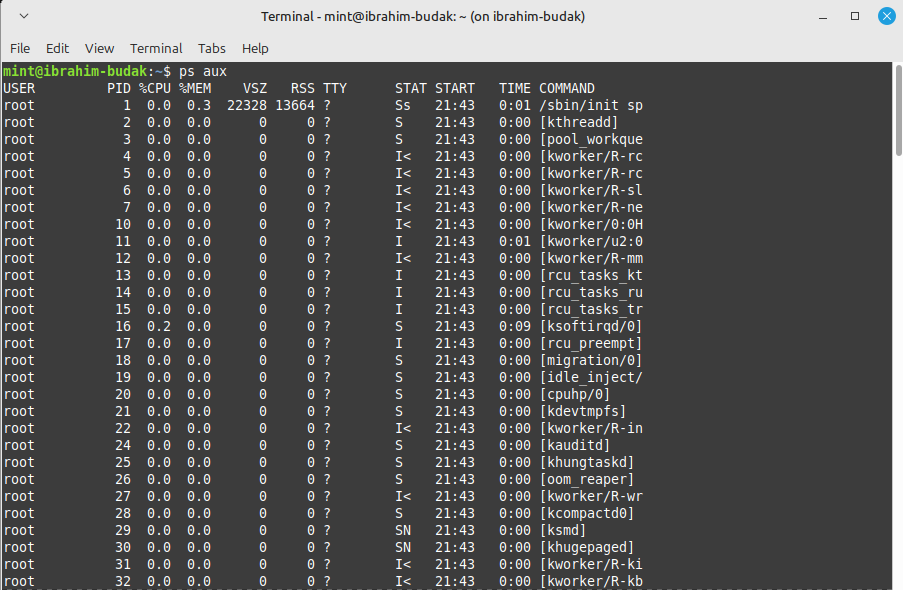 Terminal - mint@ibrahim-budak: ~ (on ibrahim-budak)
File Edit View Terminal Tabs Help
mint@ibrahim-budak:~$ ps aux
USER PID %CPU %MEM VSZ RSS TTY STAT START TIME COMMAND
root 1 0.0 0.3 22328 13664 ? Ss 21:43 0:01 /sbin/init sp
root 2 0.0 0.0 0 0 ? S 21:43 0:00 [kthreadd]
root 3 0.0 0.0 0 0 ? S 21:43 0:00 [pool_workque
root 4 0.0 0.0 0 0 ? I< 21:43 0:00 [kworker/R-rc
root 5 0.0 0.0 0 0 ? I< 21:43 0:00 [kworker/R-rc
root 6 0.0 0.0 0 0 ? I< 21:43 0:00 [kworker/R-sl
root 7 0.0 0.0 0 0 ? I< 21:43 0:00 [kworker/R-ne
root 10 0.0 0.0 0 0 ? I< 21:43 0:00 [kworker/0:0H
root 11 0.0 0.0 0 0 ? I 21:43 0:01 [kworker/u2:0
root 12 0.0 0.0 0 0 ? I< 21:43 0:00 [kworker/R-mm
root 13 0.0 0.0 0 0 ? I 21:43 0:00 [rcu_tasks_kt
root 14 0.0 0.0 0 0 ? I 21:43 0:00 [rcu_tasks_ru
root 15 0.0 0.0 0 0 ? I 21:43 0:00 [rcu_tasks_tr
root 16 0.2 0.0 0 0 ? S 21:43 0:09 [ksoftirqd/0]
root 17 0.0 0.0 0 0 ? I 21:43 0:00 [rcu_preempt]
root 18 0.0 0.0 0 0 ? S 21:43 0:00 [migration/0]
root 19 0.0 0.0 0 0 ? S 21:43 0:00 [idle_inject/
root 20 0.0 0.0 0 0 ? S 21:43 0:00 [cpuhp/0]
root 21 0.0 0.0 0 0 ? S 21:43 0:00 [kdevtmpfs]
root 22 0.0 0.0 0 0 ? I< 21:43 0:00 [kworker/R-in
root 24 0.0 0.0 0 0 ? S 21:43 0:00 [kauditd]
root 25 0.0 0.0 0 0 ? S 21:43 0:00 [khungtaskd]
root 26 0.0 0.0 0 0 ? S 21:43 0:00 [oom_reaper]
root 27 0.0 0.0 0 0 ? I< 21:43 0:00 [kworker/R-wr
root 28 0.0 0.0 0 0 ? S 21:43 0:00 [kcompactd0]
root 29 0.0 0.0 0 0 ? SN 21:43 0:00 [ksmd]
root 30 0.0 0.0 0 0 ? SN 21:43 0:00 [khugepaged]
root 31 0.0 0.0 0 0 ? I< 21:43 0:00 [kworker/R-ki
root 32 0.0 0.0 0 0 ? I< 21:43 0:00 [kworker/R-kb